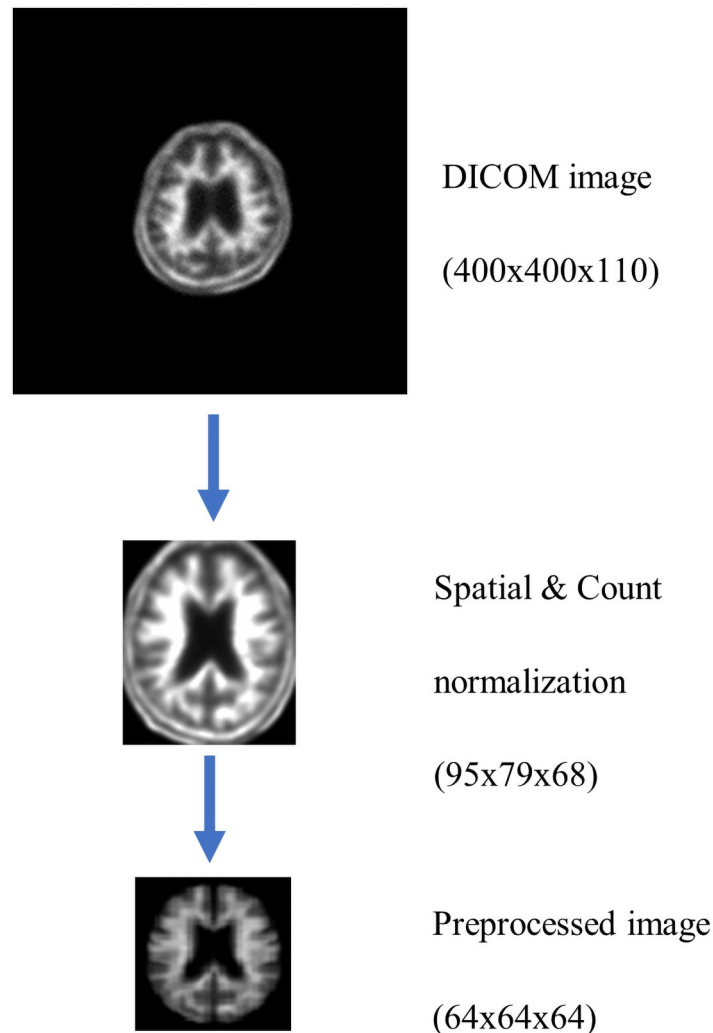 DICOM image
(400x400x110)
Spatial & Count
normalization
(95x79x68)
Preprocessed image
(64x64x64)